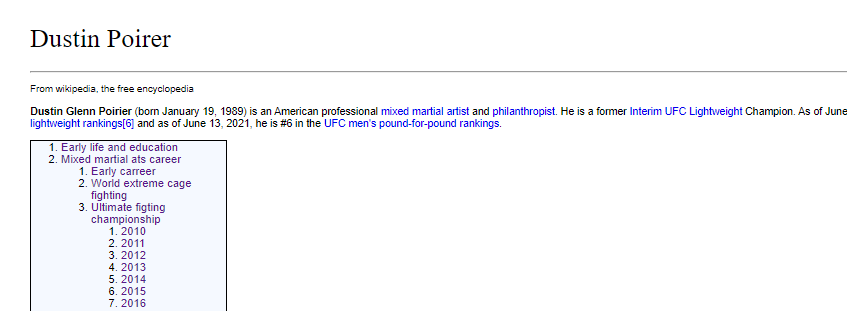 Dustin Poirer
From wikipedia, the free encyclopedia
Dustin Glenn Poirier (born January 19, 1989) is an American professional mixed martial artist and philanthropist. He is a former Interim UFC Lightweight Champion. As of June
lightweight rankings[6] and as of June 13, 2021, he is #6 in the UFC men's pound-for-pound rankings.
1. Early life and education
2. Mixed martial ats career
1. Early carreer
2. World extreme cage
fighting
3. Ultimate figting
championship
1. 2010
2. 2011
3. 2012
4. 2013
5. 2014
6. 2015
7. 2016